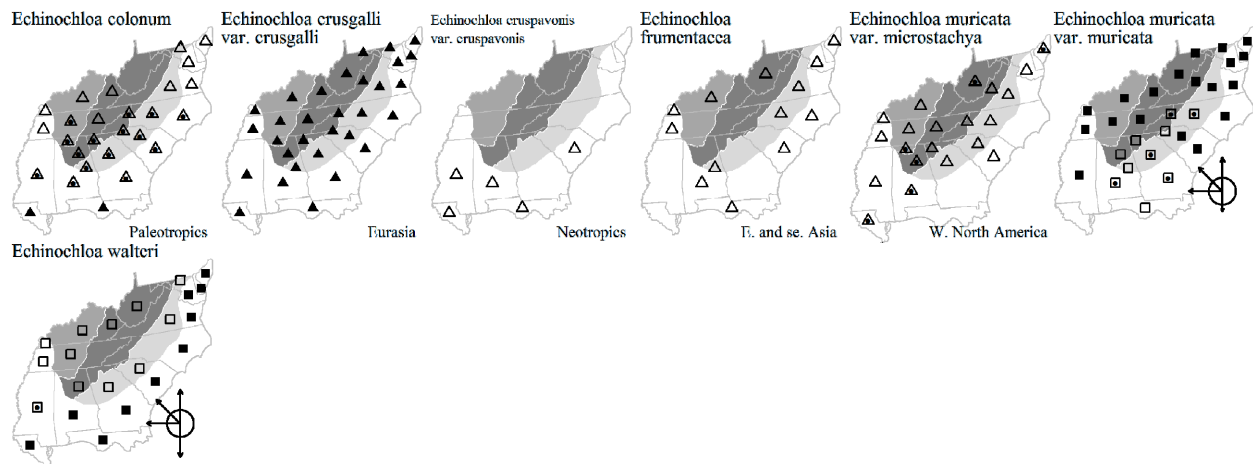 Echinochloa colonum
Echinochloa crusgalli
var. crusgalli
Echinochloa cruspavonis
var. cruspavonis
Echinochloa
frumentacea
Echinochloa muricata
var. microstachya
Echinochloa muricata
var. muricata
Paleotropics
Eurasia
Neotropics
E. and se. Asia
W. North America
Echinochloa walteri